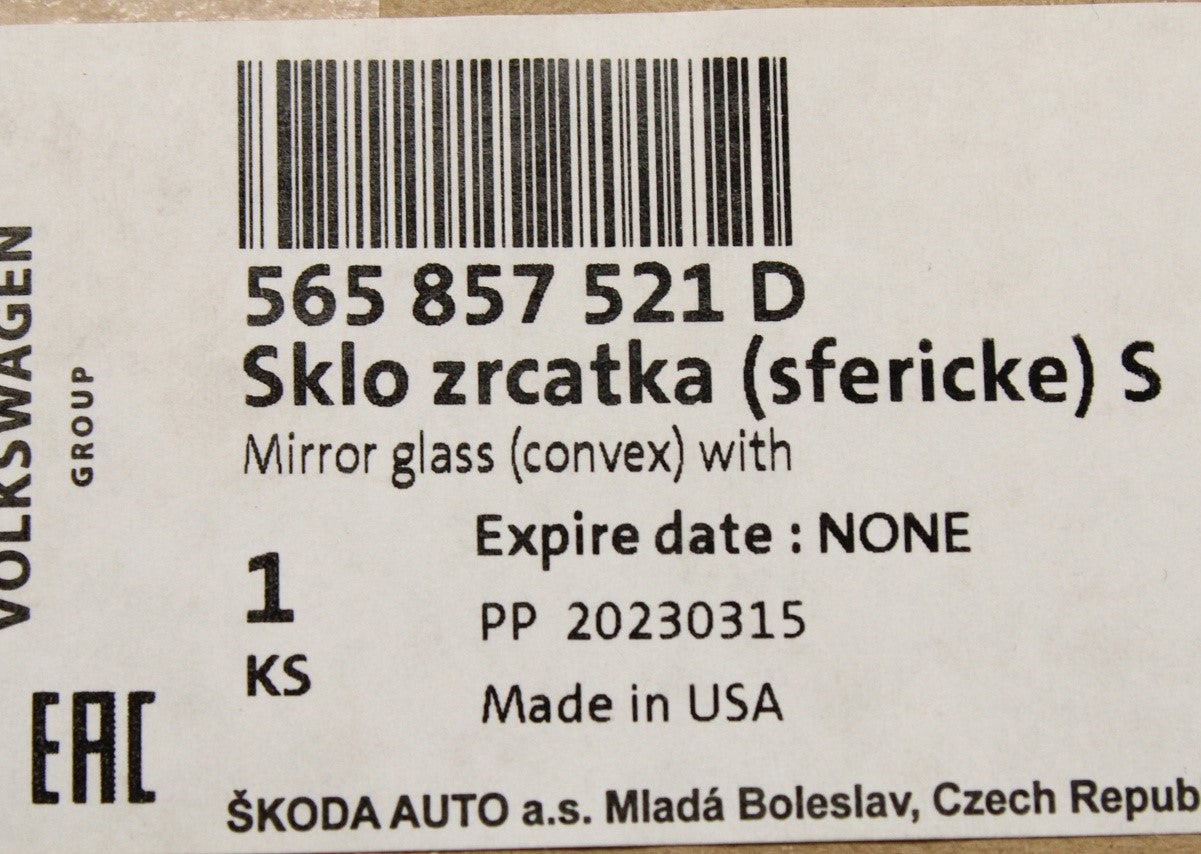 565 857 521 D
Sklo zrcatka (sfericke) S
Mirror glass (convex) with
Expire date : NONE
1
KS
PP 20230315
Made in USA
VOLKSWAGEN
GROUP
EAC
ŠKODA AUTO a.s. Mladá Boleslav, Czech Repub